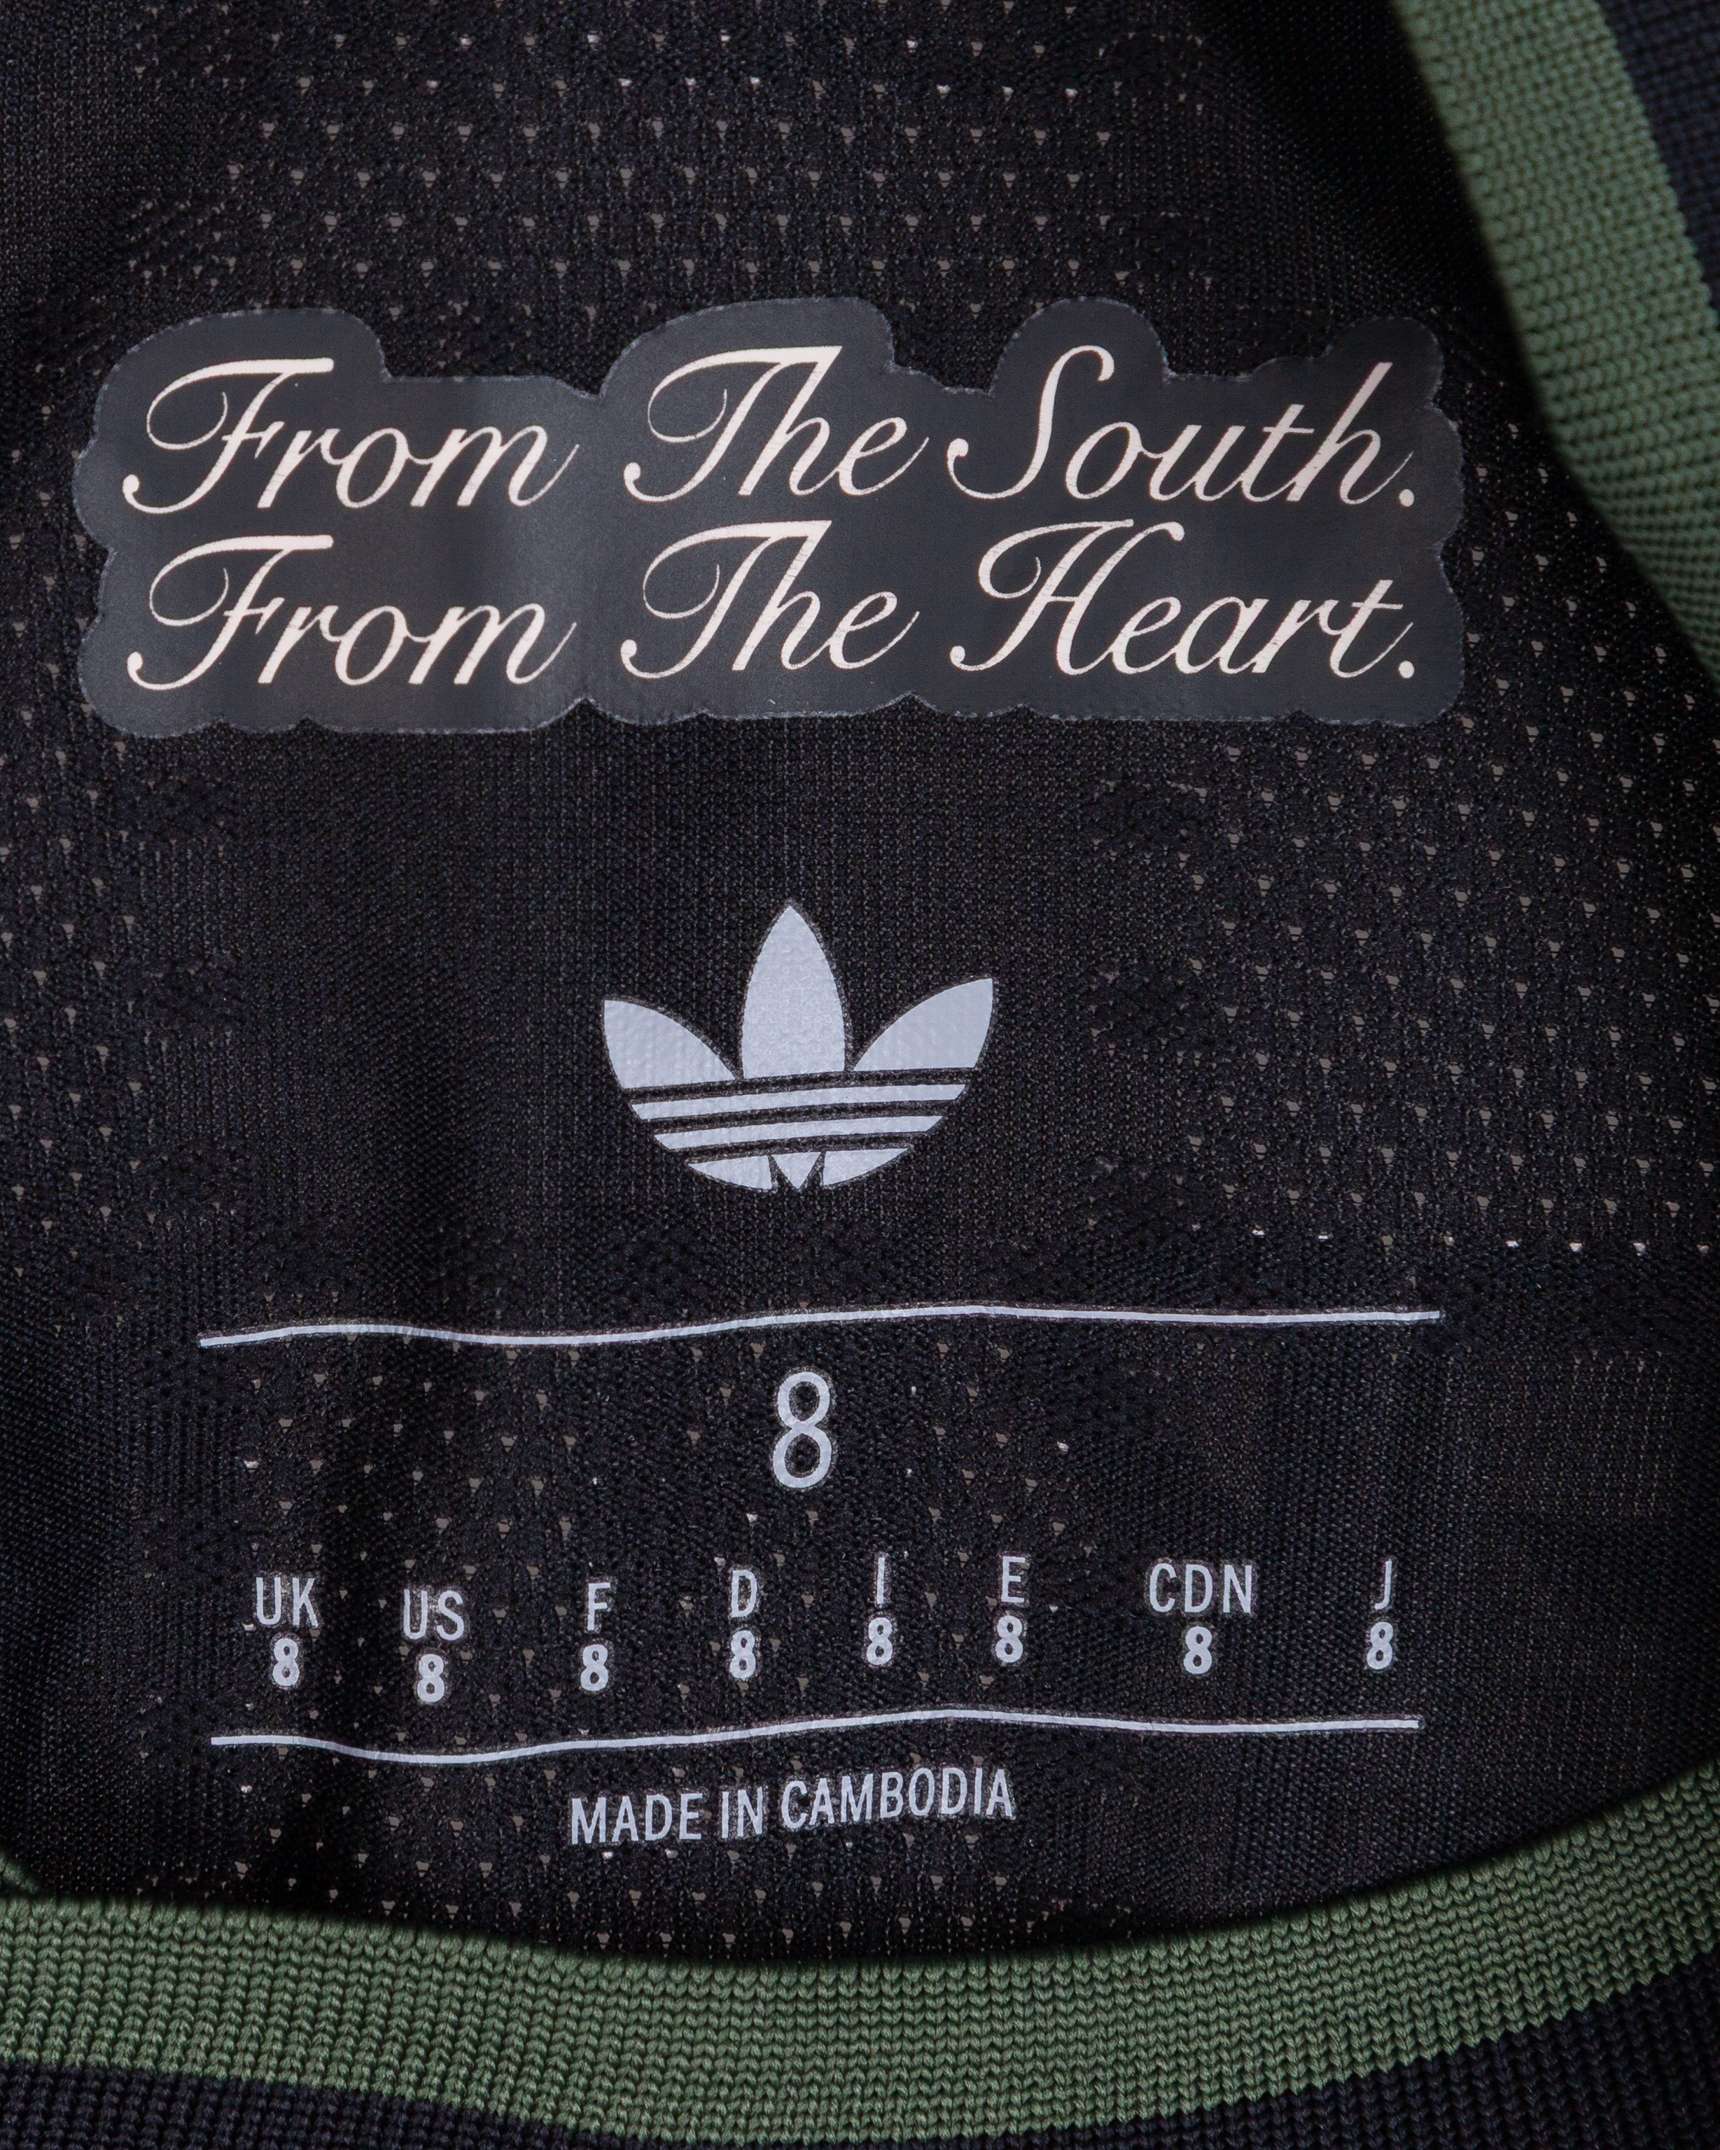 From The South.
From The Heart.
8
UK US F D I E CDN J
8 8 8 8 8 8 8 8
MADE IN CAMBODIA